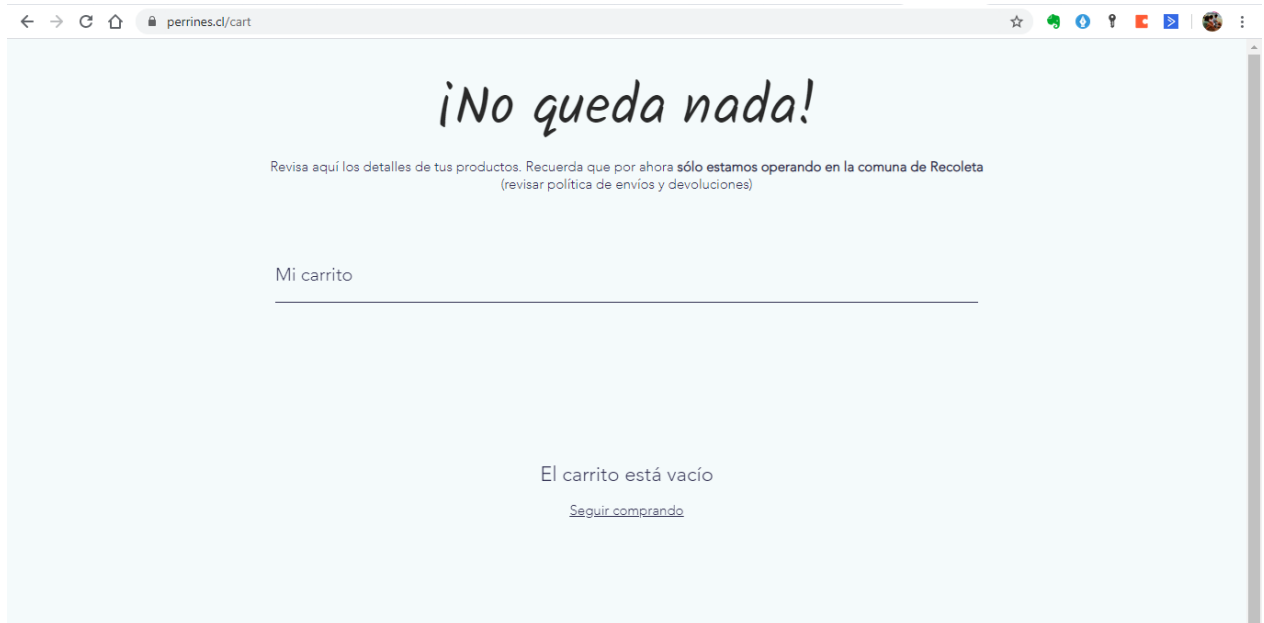 perrines.cl/cart
¡No queda nada!
Revisa aquí los detalles de tus productos. Recuerda que por ahora sólo estamos operando en la comuna de Recoleta
(revisar política de envíos y devoluciones)
Mi carrito
El carrito está vacío
Seguir comprando